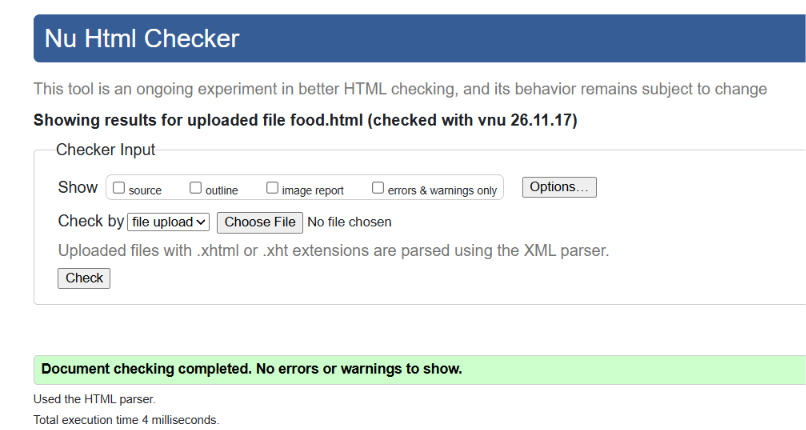 Nu Html Checker
This tool is an ongoing experiment in better HTML checking, and its behavior remains subject to change
Showing results for uploaded file food.html (checked with vnu 26.11.17)
Checker Input
Show source outline image report errors & warnings only Options...
Check by file upload Choose File No file chosen
Uploaded files with .xhtml or .xht extensions are parsed using the XML parser.
Check
Document checking completed. No errors or warnings to show.
Used the HTML parser.
Total execution time 4 milliseconds.